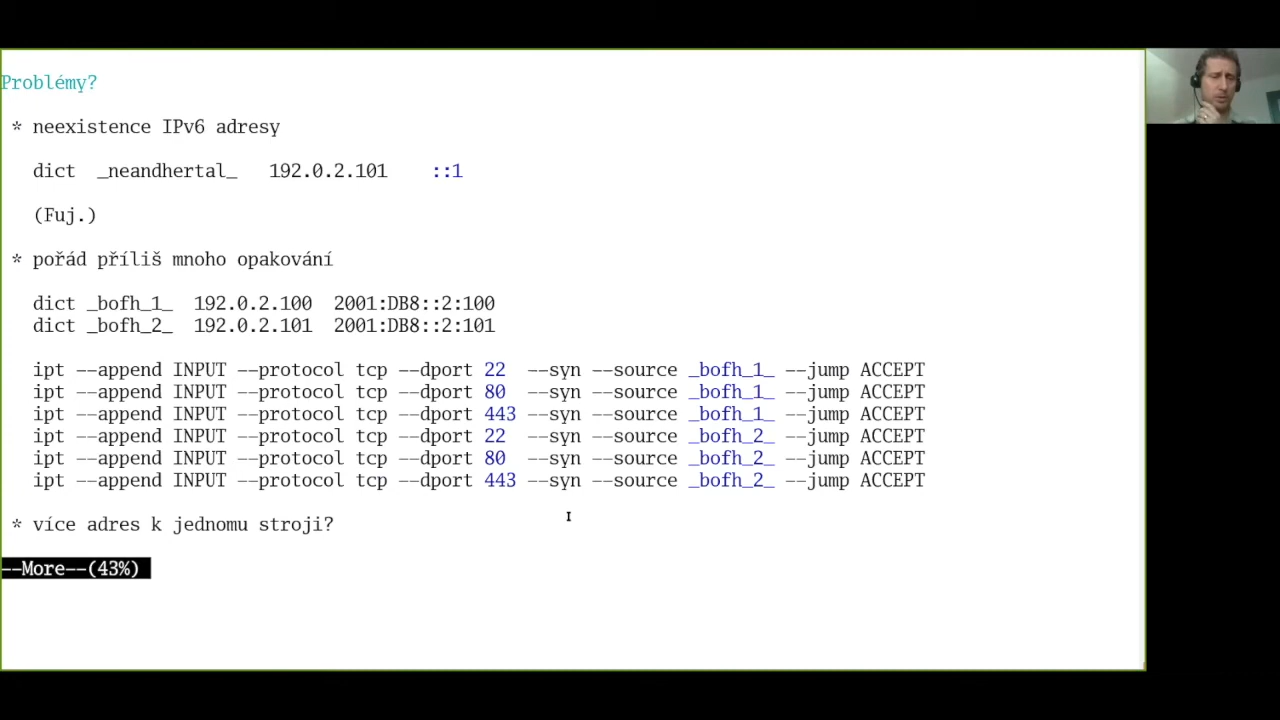 Problémy?
* neexistence IPv6 adresy
dict _neandhertal_ 192.0.2.101 ::1
(Fuj.)
* pořád příliš mnoho opakování
dict _bofh_1_ 192.0.2.100 2001:DB8::2:100
dict _bofh_2_ 192.0.2.101 2001:DB8::2:101
ipt --append INPUT --protocol tcp --dport 22 --syn --source _bofh_1_ --jump ACCEPT
ipt --append INPUT --protocol tcp --dport 80 --syn --source _bofh_1_ --jump ACCEPT
ipt --append INPUT --protocol tcp --dport 443 --syn --source _bofh_1_ --jump ACCEPT
ipt --append INPUT --protocol tcp --dport 22 --syn --source _bofh_2_ --jump ACCEPT
ipt --append INPUT --protocol tcp --dport 80 --syn --source _bofh_2_ --jump ACCEPT
ipt --append INPUT --protocol tcp --dport 443 --syn --source _bofh_2_ --jump ACCEPT
* více adres k jednomu stroji?
--More--(43%)